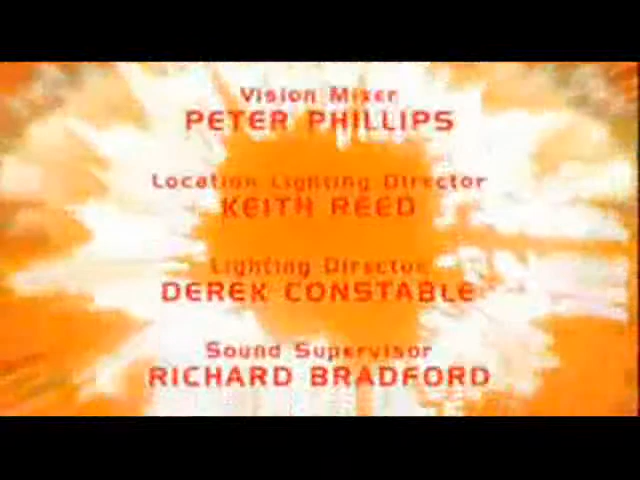 Vision Mixer
PETER PHILLIPS
Location Lighting Director
KEITH REED
Lighting Director
DEREK CONSTABLE
Sound Supervisor
RICHARD BRADFORD